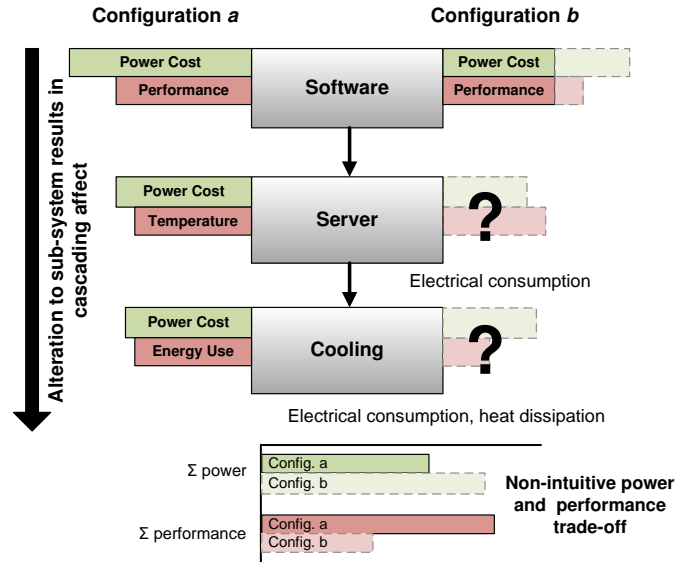 Configuration a
Configuration b
Power Cost
Performance
Software
Power Cost
Performance
Alteration to sub-system results in
cascading affect
Power Cost
Temperature
Server
?
Electrical consumption
Power Cost
Energy Use
Cooling
?
Electrical consumption, heat dissipation
Σ power
Config. a
Config. b
Σ performance
Config. a
Config. b
Non-intuitive power
and performance
trade-off